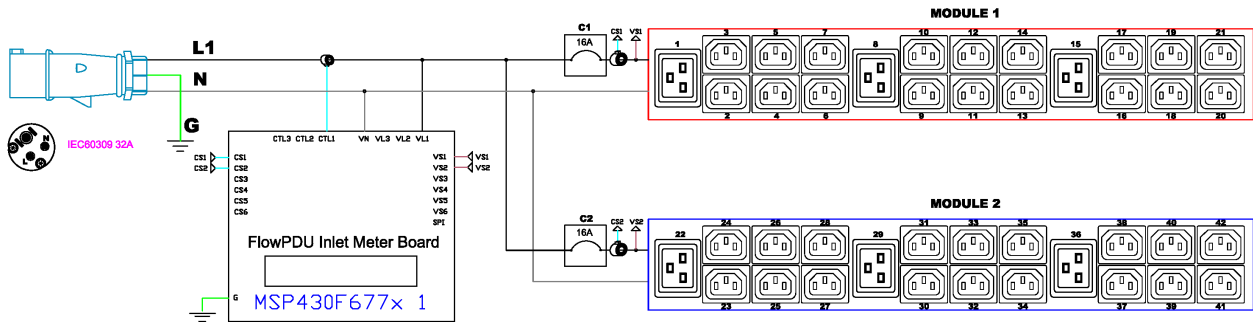 MODULE 1
C1
16A
CS1 VS1
L1
N
G
IEC60309 32A
N
L
1 3 5 7 8 10 12 14 15 17 19 21
2 4 6 9 11 13 16 18 20
CTL3 CTL2 CTL1 VN VL3 VL2 VL1
CS1 CS1 VS1 VS1
CS2 CS2 VS2 VS2
CS3 VS3
CS4 VS4
CS5 VS5
CS6 VS6
SPI
FlowPDU Inlet Meter Board
MSP430F677x 1
G
MODULE 2
C2
16A
CS2 VS2
22 24 26 28 29 31 33 35 36 38 40 42
23 25 27 30 32 34 37 39 41